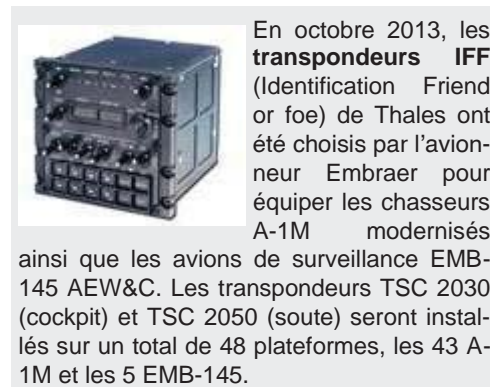 En octobre 2013, les
transpondeurs IFF
(Identification Friend
or foe) de Thales ont
été choisis par l'avion-
neur Embraer pour
équiper les chasseurs
A-1M modernisés
ainsi que les avions de surveillance EMB-
145 AEW&C. Les transpondeurs TSC 2030
(cockpit) et TSC 2050 (soute) seront instal-
lés sur un total de 48 plateformes, les 43 A-
1M et les 5 EMB-145.